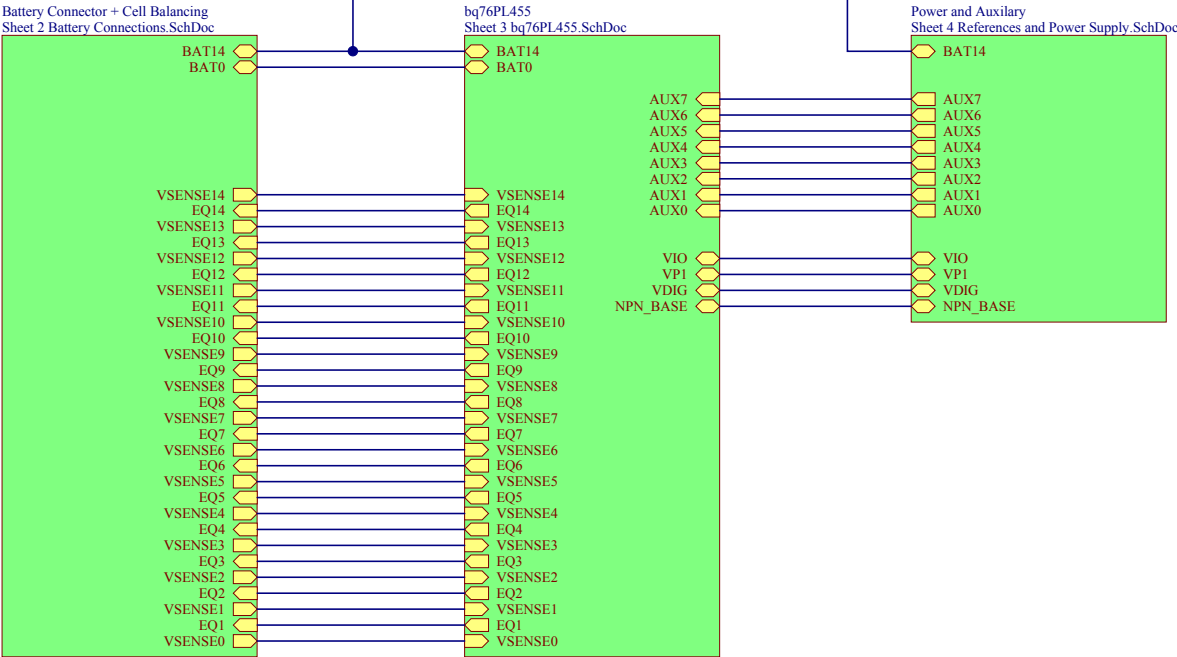 Battery Connector + Cell Balancing
Sheet 2 Battery Connections.SchDoc
BAT14
BAT0
VSENSE14
EQ14
VSENSE13
EQ13
VSENSE12
EQ12
VSENSE11
EQ11
VSENSE10
EQ10
VSENSE9
EQ9
VSENSE8
EQ8
VSENSE7
EQ7
VSENSE6
EQ6
VSENSE5
EQ5
VSENSE4
EQ4
VSENSE3
EQ3
VSENSE2
EQ2
VSENSE1
EQ1
VSENSE0
bq76PL455
Sheet 3 bq76PL455.SchDoc
BAT14
BAT0
VSENSE14
EQ14
VSENSE13
EQ13
VSENSE12
EQ12
VSENSE11
EQ11
VSENSE10
EQ10
VSENSE9
EQ9
VSENSE8
EQ8
VSENSE7
EQ7
VSENSE6
EQ6
VSENSE5
EQ5
VSENSE4
EQ4
VSENSE3
EQ3
VSENSE2
EQ2
VSENSE1
EQ1
VSENSE0
AUX7
AUX6
AUX5
AUX4
AUX3
AUX2
AUX1
AUX0
VIO
VP1
VDIG
NPN_BASE
Power and Auxilary
Sheet 4 References and Power Supply.SchDoc
BAT14
AUX7
AUX6
AUX5
AUX4
AUX3
AUX2
AUX1
AUX0
VIO
VP1
VDIG
NPN_BASE